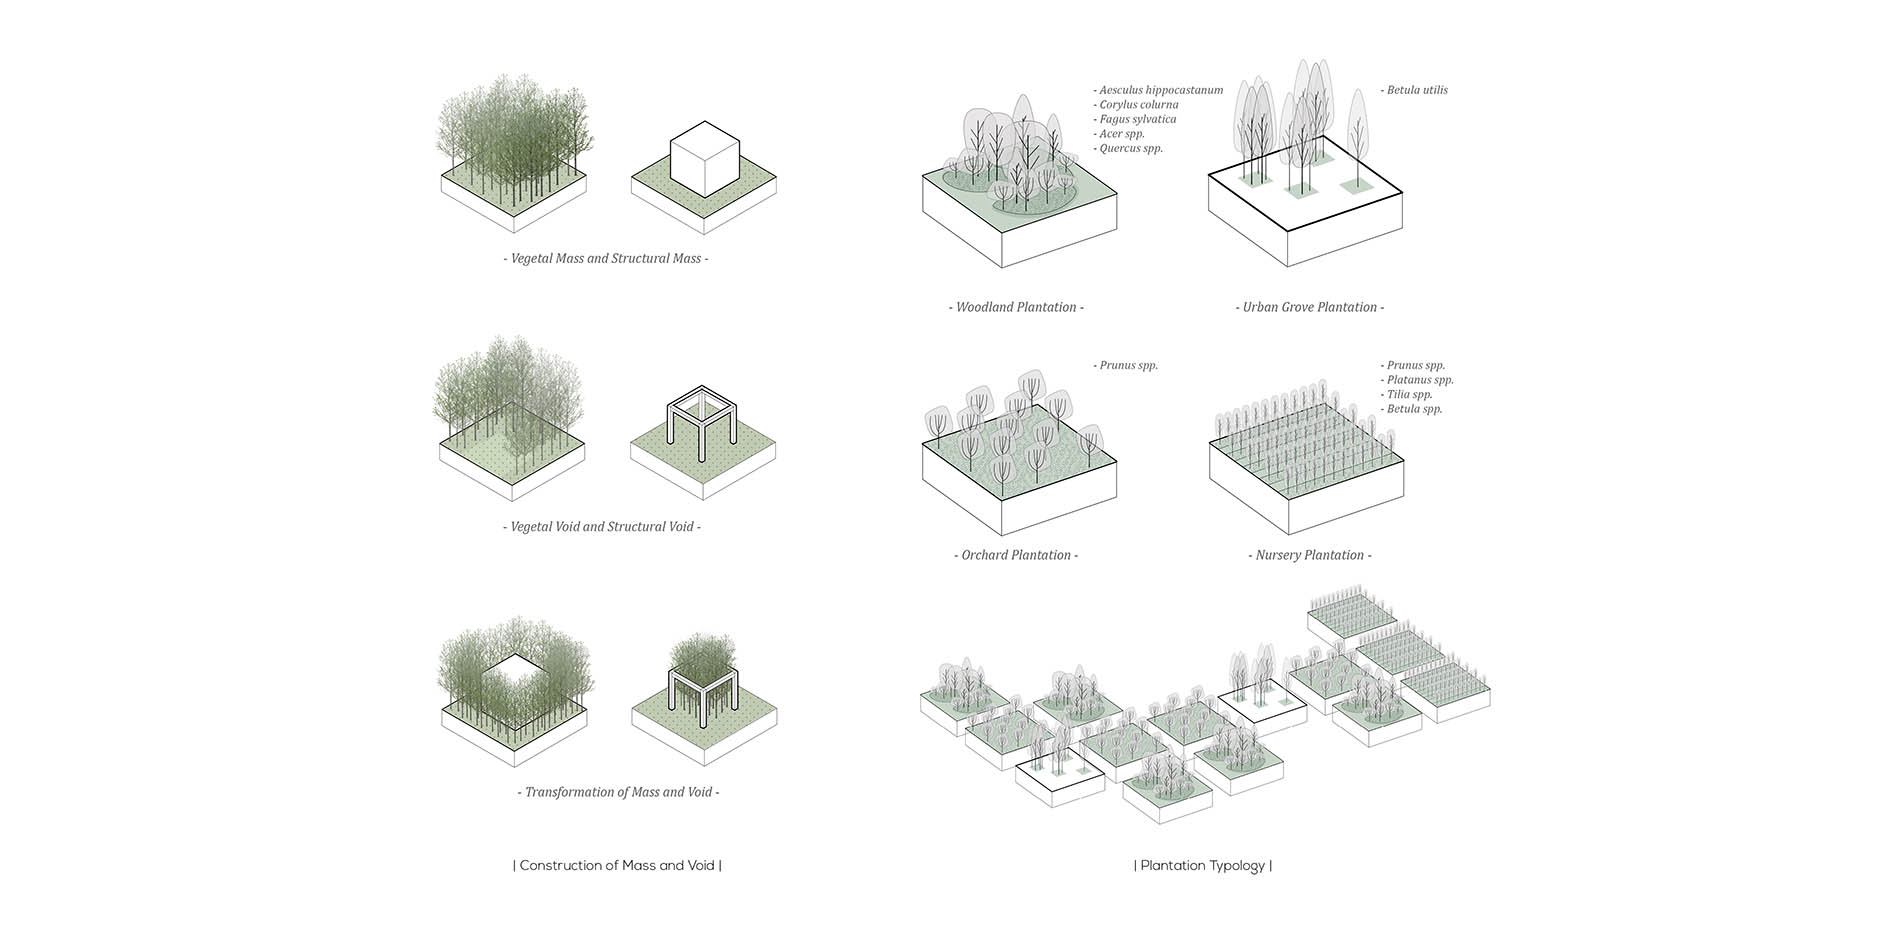 - Vegetal Mass and Structural Mass -
- Vegetal Void and Structural Void -
- Transformation of Mass and Void -
| Construction of Mass and Void |
- Aesculus hippocastanum
- Corylus colurna
- Fagus sylvatica
- Acer spp.
- Quercus spp.
- Woodland Plantation -
- Betula utilis
- Urban Grove Plantation -
- Prunus spp.
- Orchard Plantation -
- Prunus spp.
- Platanus spp.
- Tilia spp.
- Betula spp.
- Nursery Plantation -
| Plantation Typology |